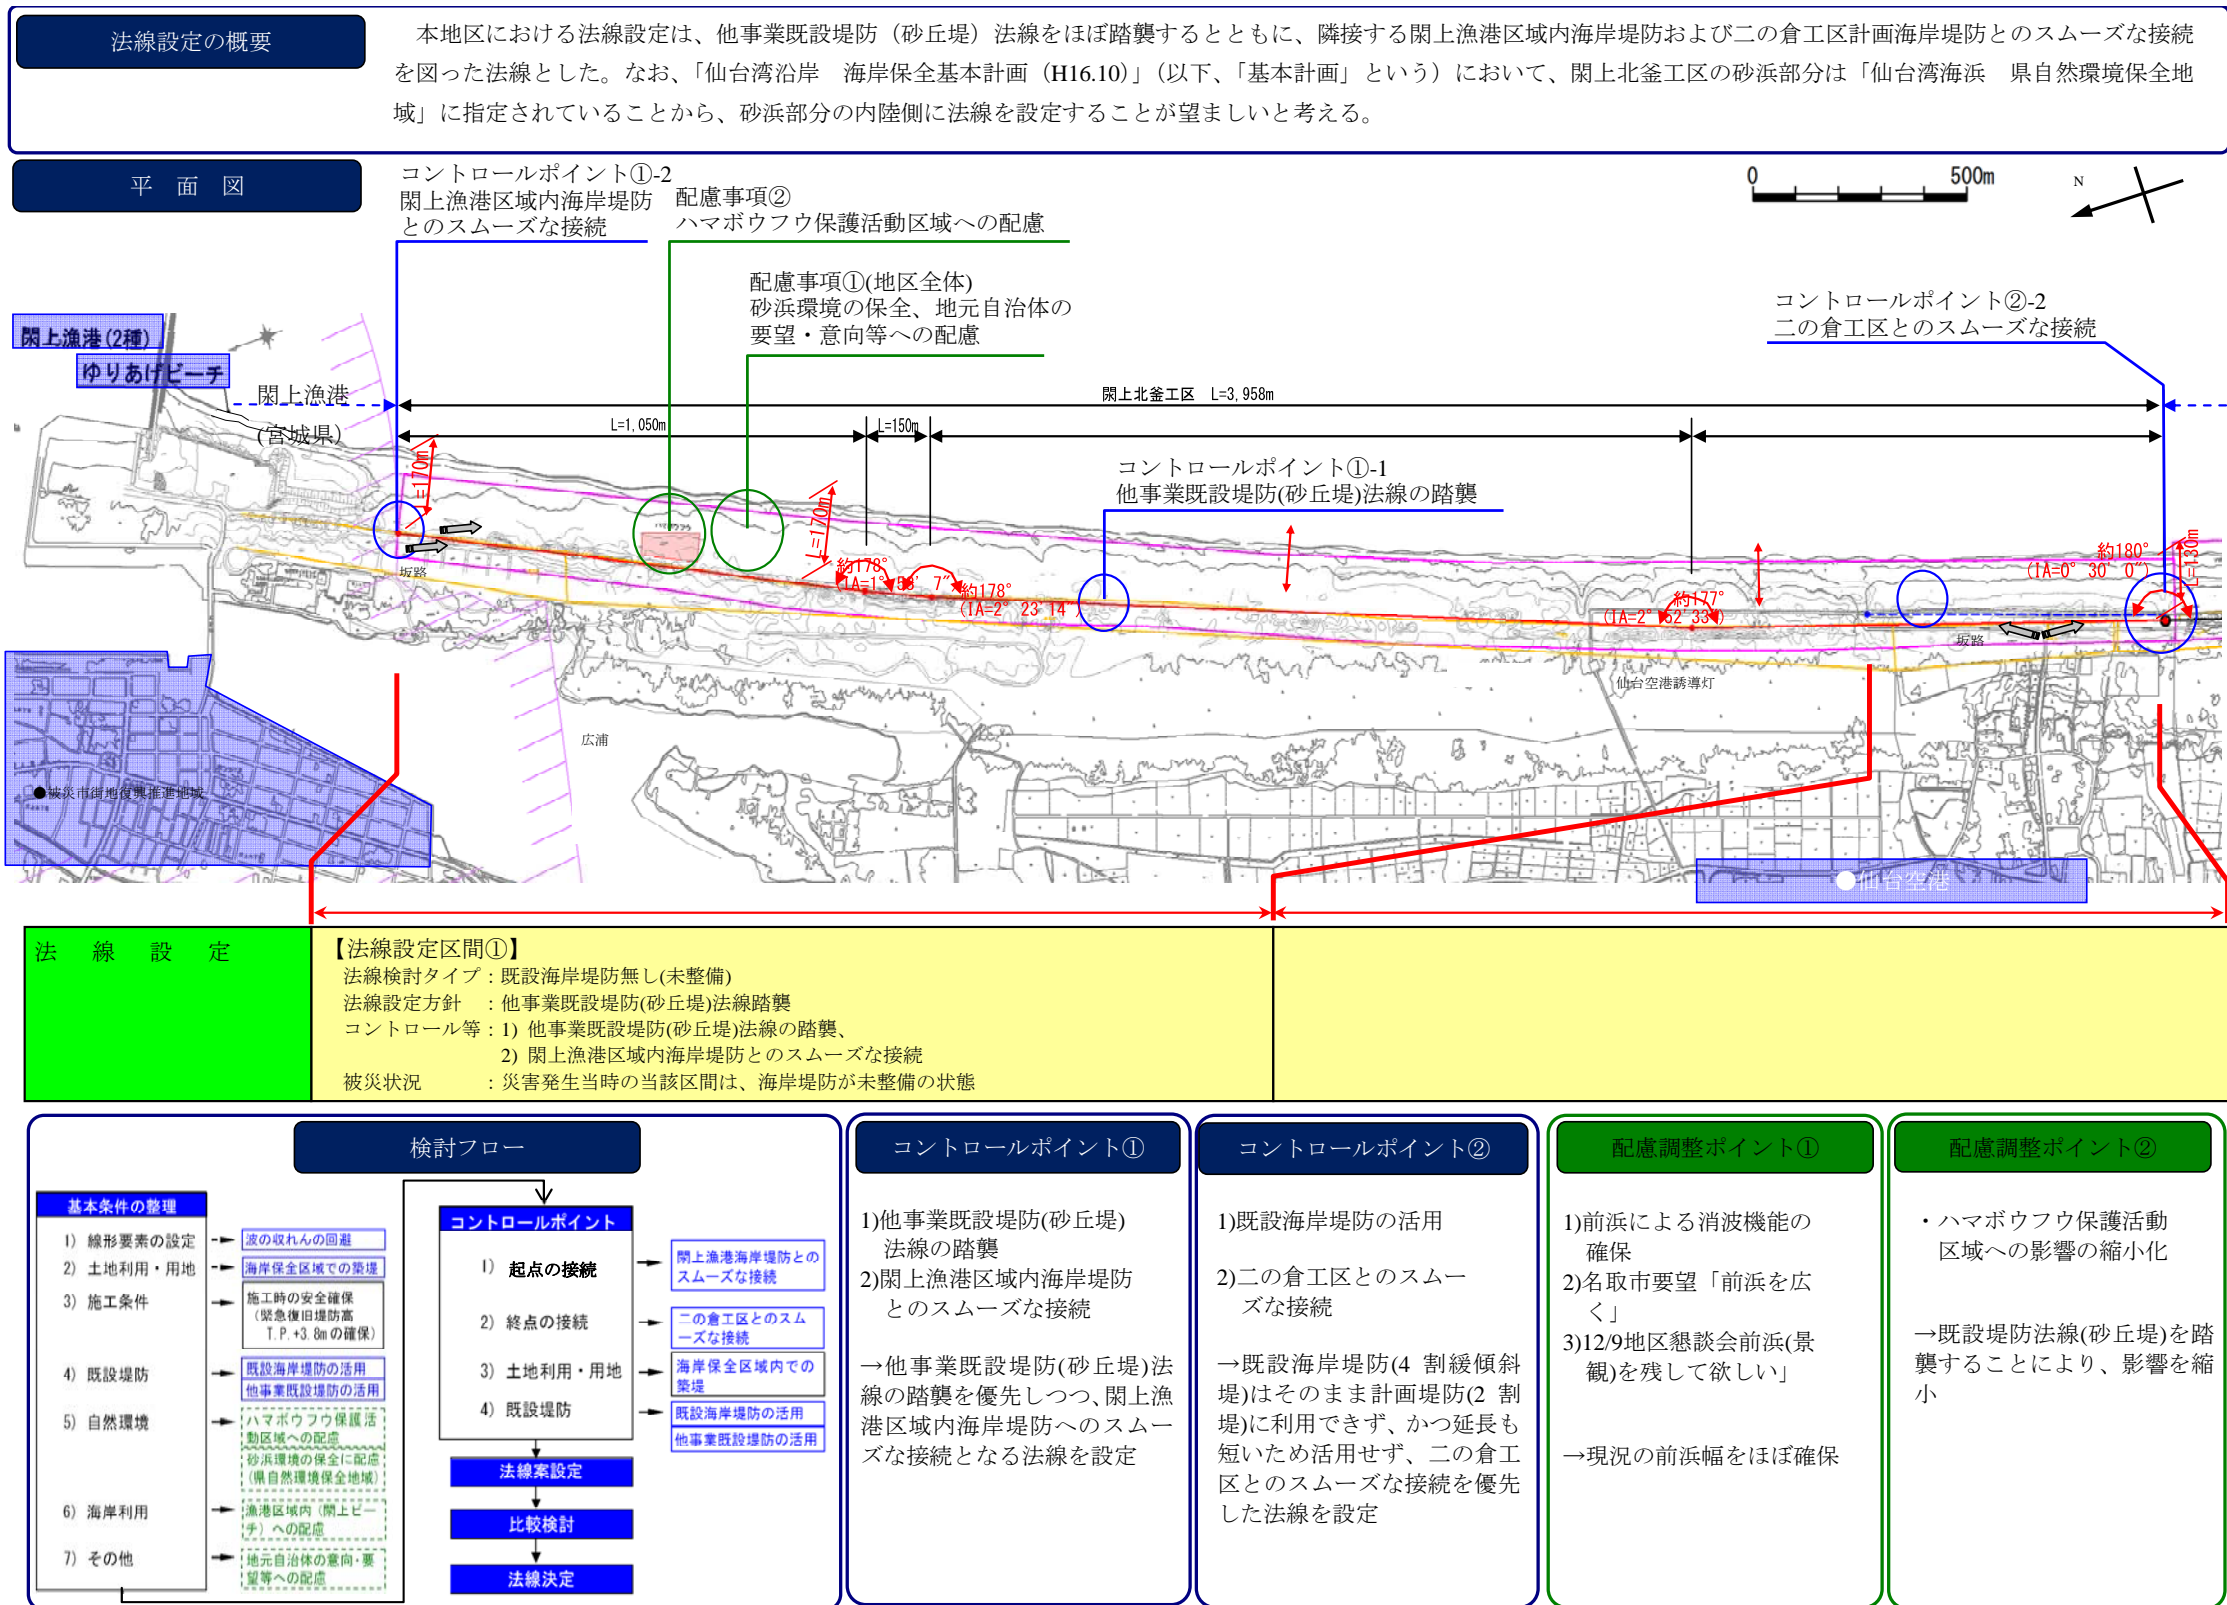 法線設定の概要
本地区における法線設定は、他事業既設堤防（砂丘堤）法線をほぼ踏襲するとともに、隣接する閖上漁港区域内海岸堤防および二の倉工区計画海岸堤防とのスムーズな接続
を図った法線とした。なお、「仙台湾沿岸　海岸保全基本計画（H16.10）」（以下、「基本計画」という）において、閖上北釜工区の砂浜部分は「仙台湾海浜　県自然環境保全地
域」に指定されていることから、砂浜部分の内陸側に法線を設定することが望ましいと考える。
平　面　図
コントロールポイント①-2
閖上漁港区域内海岸堤防
とのスムーズな接続
配慮事項②
ハマボウフウ保護活動区域への配慮
配慮事項①(地区全体)
砂浜環境の保全、地元自治体の
要望・意向等への配慮
0
500m
N
コントロールポイント②-2
二の倉工区とのスムーズな接続
閖上漁港(2種)
ゆりあげビーチ
閖上漁港
(宮城県)
閖上北釜工区　L=3,958m
L=1,050m
L=150m
コントロールポイント①-1
他事業既設堤防(砂丘堤)法線の踏襲
L=170m
L=170m
約178°
約178°
(IA=2° 23' 14")
約177°
(IA=2° 52' 33")
約180°
(IA=0° 30' 0")
L=130m
坂路
坂路
仙台空港誘導灯
広浦
●被災市街地復興推進地域
●仙台空港
法　線　設　定
【法線設定区間①】
法線検討タイプ：既設海岸堤防無し(未整備)
法線設定方針　：他事業既設堤防(砂丘堤)法線踏襲
コントロール等：1) 他事業既設堤防(砂丘堤)法線の踏襲、
2) 閖上漁港区域内海岸堤防とのスムーズな接続
被災状況　　　：災害発生当時の当該区間は、海岸堤防が未整備の状態
検討フロー
基本条件の整理
1) 線形要素の設定
波の収れんの回避
2) 土地利用・用地
海岸保全区域での築堤
3) 施工条件
施工時の安全確保
（緊急復旧堤防高
T.P.+3.8mの確保）
4) 既設堤防
既設海岸堤防の活用
他事業既設堤防の活用
5) 自然環境
ハマボウフウ保護活
動区域への配慮
砂浜環境の保全に配慮
（県自然環境保全地域）
6) 海岸利用
漁港区域内（閖上ビー
チ）への配慮
7) その他
地元自治体の意向・要
望等への配慮
コントロールポイント
1) 起点の接続
閖上漁港海岸堤防との
スムーズな接続
2) 終点の接続
二の倉工区とのスム
ーズな接続
3) 土地利用・用地
海岸保全区域内での
築堤
4) 既設堤防
既設海岸堤防の活用
他事業既設堤防の活用
法線案設定
比較検討
法線決定
コントロールポイント①
1)他事業既設堤防(砂丘堤)
法線の踏襲
2)閖上漁港区域内海岸堤防
とのスムーズな接続
→他事業既設堤防(砂丘堤)法
線の踏襲を優先しつつ、閖上漁
港区域内海岸堤防へのスムー
ズな接続となる法線を設定
コントロールポイント②
1)既設海岸堤防の活用
2)二の倉工区とのスムー
ズな接続
→既設海岸堤防(4 割緩傾斜
堤)はそのまま計画堤防(2 割
堤)に利用できず、かつ延長も
短いため活用せず、二の倉工
区とのスムーズな接続を優先
した法線を設定
配慮調整ポイント①
1)前浜による消波機能の
確保
2)名取市要望「前浜を広
く」
3)12/9地区懇談会前浜(景
観)を残して欲しい」
→現況の前浜幅をほぼ確保
配慮調整ポイント②
・ハマボウフウ保護活動
区域への影響の縮小化
→既設堤防法線(砂丘堤)を踏
襲することにより、影響を縮
小